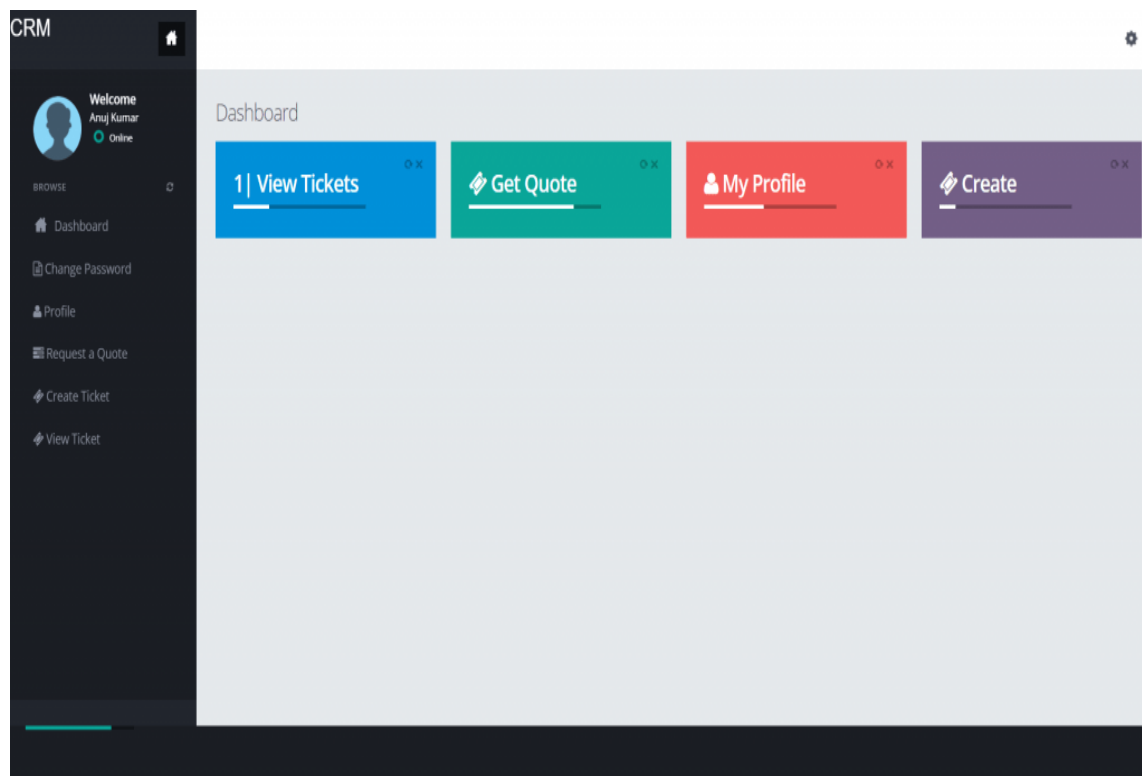 CRM
Welcome
Anuj Kumar
Online
BROWSE
Dashboard
Change Password
Profile
Request a Quote
Create Ticket
View Ticket
Dashboard
1| View Tickets
Get Quote
My Profile
Create